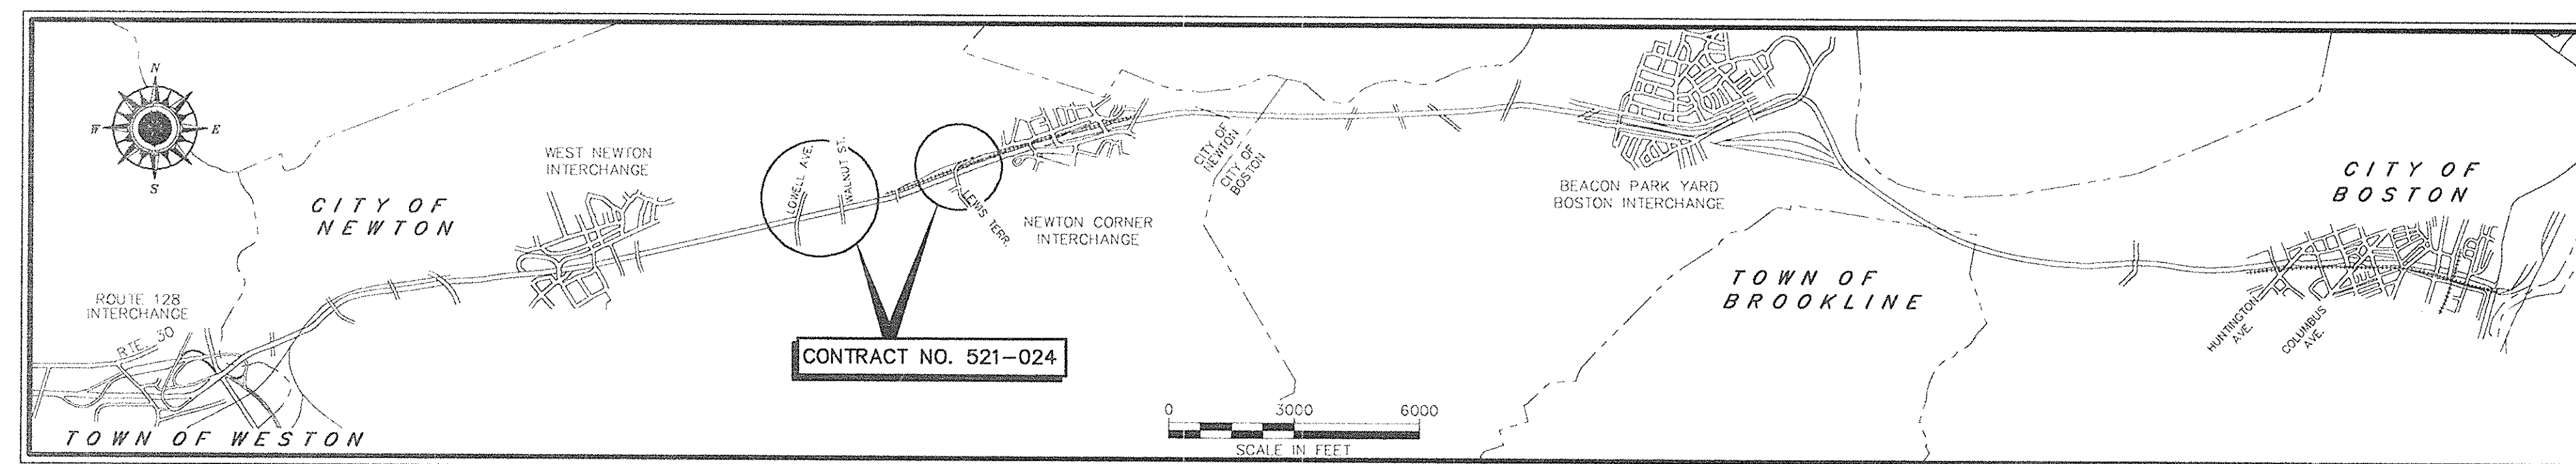 N
W
E
S
CITY OF
NEWTON
WEST NEWTON
INTERCHANGE
ROUTE 128
INTERCHANGE
RTE. 30
TOWN OF WESTON
LOWELL AVE.
WALNUT ST.
LEWIS TERR.
NEWTON CORNER
INTERCHANGE
CONTRACT NO. 521-024
CITY OF
NEWTON
CITY OF
BOSTON
0 3000 6000
SCALE IN FEET
BEACON PARK YARD
BOSTON INTERCHANGE
TOWN OF
BROOKLINE
CITY OF
BOSTON
HUNTINGTON
AVE.
COLUMBUS
AVE.